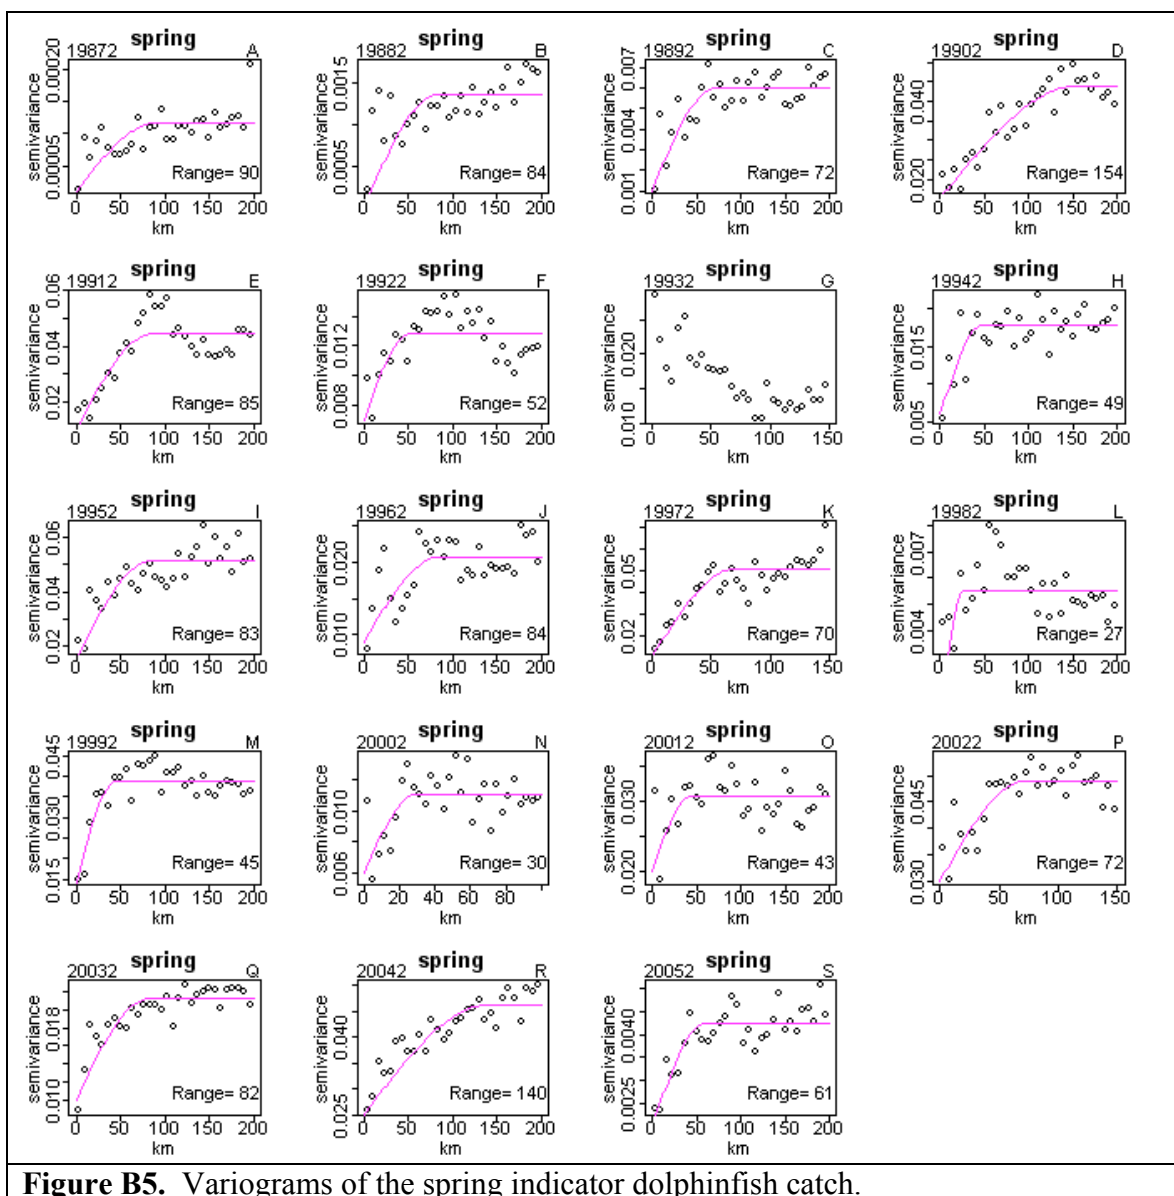 spring
19872 A
semivariance
0.00005 0.00020
Range= 90
0 50 100 150 200
km
spring
19882 B
semivariance
0.0005 0.0015
Range= 84
0 50 100 150 200
km
spring
19892 C
semivariance
0.001 0.004 0.007
Range= 72
0 50 100 150 200
km
spring
19902 D
semivariance
0.020 0.040
Range= 154
0 50 100 150 200
km
spring
19912 E
semivariance
0.02 0.04 0.06
Range= 85
0 50 100 150 200
km
spring
19922 F
semivariance
0.008 0.012
Range= 52
0 50 100 150 200
km
spring
19932 G
semivariance
0.010 0.020
0 50 100 150
km
spring
19942 H
semivariance
0.005 0.015
Range= 49
0 50 100 150 200
km
spring
19952 I
semivariance
0.02 0.04 0.06
Range= 83
0 50 100 150 200
km
spring
19962 J
semivariance
0.010 0.020
Range= 84
0 50 100 150 200
km
spring
19972 K
semivariance
0.02 0.05
Range= 70
0 50 100 150 200
km
spring
19982 L
semivariance
0.004 0.007
Range= 27
0 50 100 150 200
km
spring
19992 M
semivariance
0.015 0.030 0.045
Range= 45
0 50 100 150 200
km
spring
20002 N
semivariance
0.006 0.010
Range= 30
0 20 40 60 80
km
spring
20012 O
semivariance
0.020 0.030
Range= 43
0 50 100 150 200
km
spring
20022 P
semivariance
0.030 0.045
Range= 72
0 50 100 150
km
spring
20032 Q
semivariance
0.010 0.018
Range= 82
0 50 100 150 200
km
spring
20042 R
semivariance
0.025 0.040
Range= 140
0 50 100 150 200
km
spring
20052 S
semivariance
0.0025 0.0040
Range= 61
0 50 100 150 200
km
Figure B5. Variograms of the spring indicator dolphinfish catch.